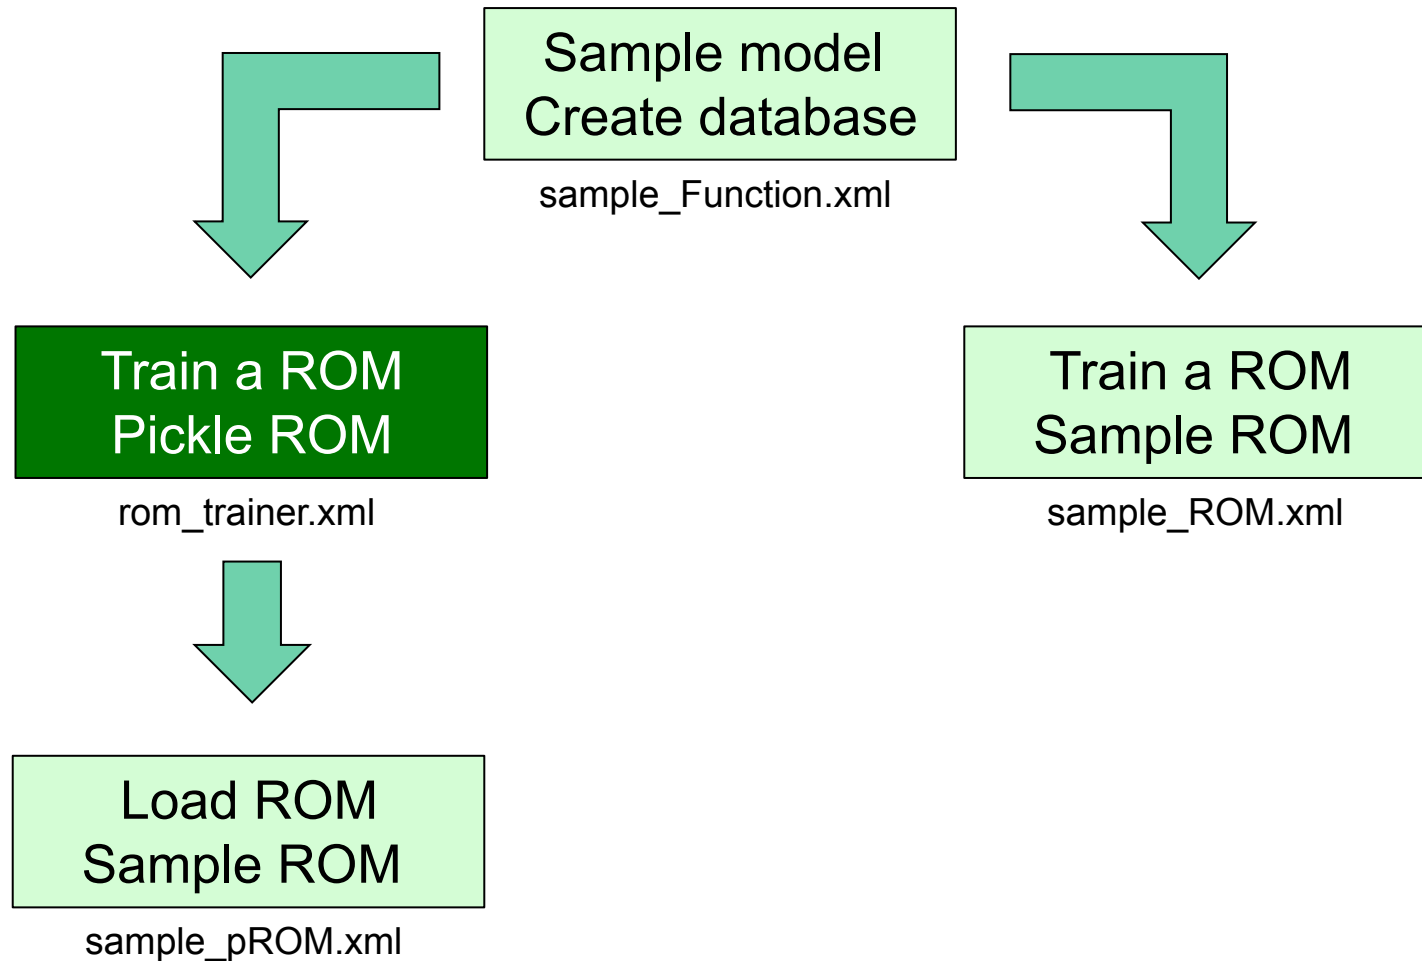 Sample model
Create database
sample_Function.xml
Train a ROM
Pickle ROM
rom_trainer.xml
Train a ROM
Sample ROM
sample_ROM.xml
Load ROM
Sample ROM
sample_pROM.xml